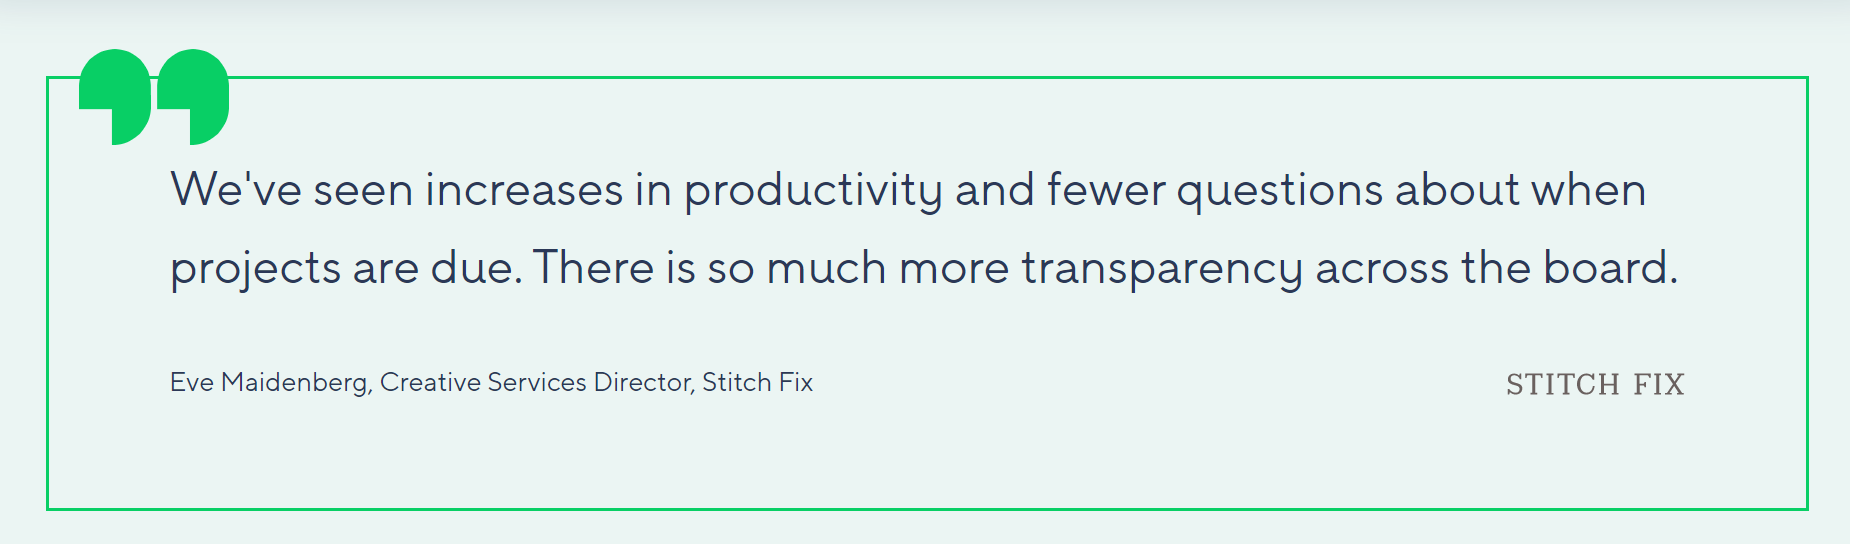 We've seen increases in productivity and fewer questions about when
projects are due. There is so much more transparency across the board.
Eve Maidenberg, Creative Services Director, Stitch Fix
STITCH FIX